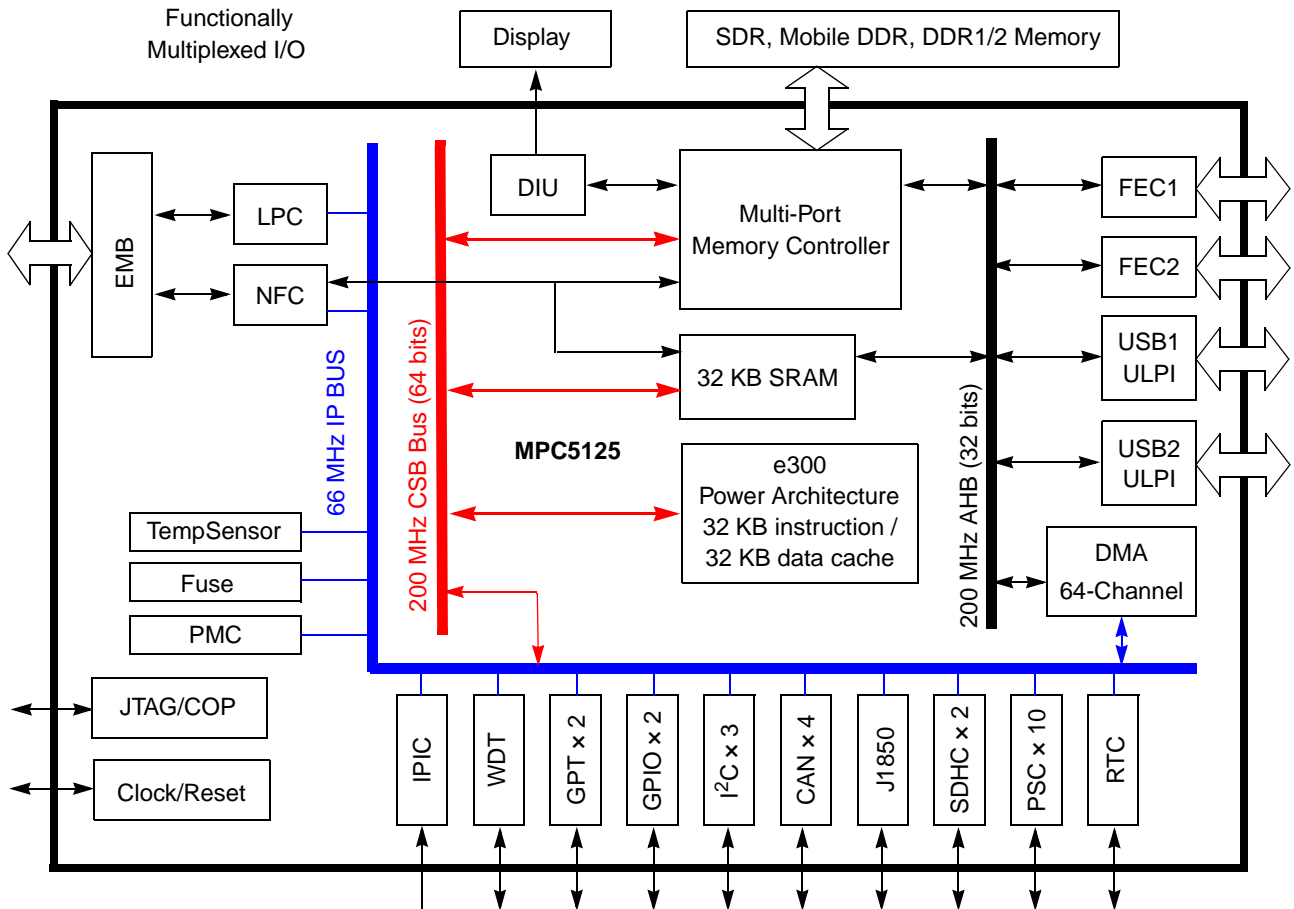 Functionally
Multiplexed I/O
Display
SDR, Mobile DDR, DDR1/2 Memory
EMB
LPC
NFC
DIU
Multi-Port
Memory Controller
FEC1
FEC2
USB1
ULPI
USB2
ULPI
32 KB SRAM
MPC5125
e300
Power Architecture
32 KB instruction /
32 KB data cache
66 MHz IP BUS
200 MHz CSB Bus (64 bits)
200 MHz AHB (32 bits)
DMA
64-Channel
TempSensor
Fuse
PMC
JTAG/COP
Clock/Reset
IPIC
WDT
GPT × 2
GPIO × 2
I²C × 3
CAN × 4
J1850
SDHC × 2
PSC × 10
RTC